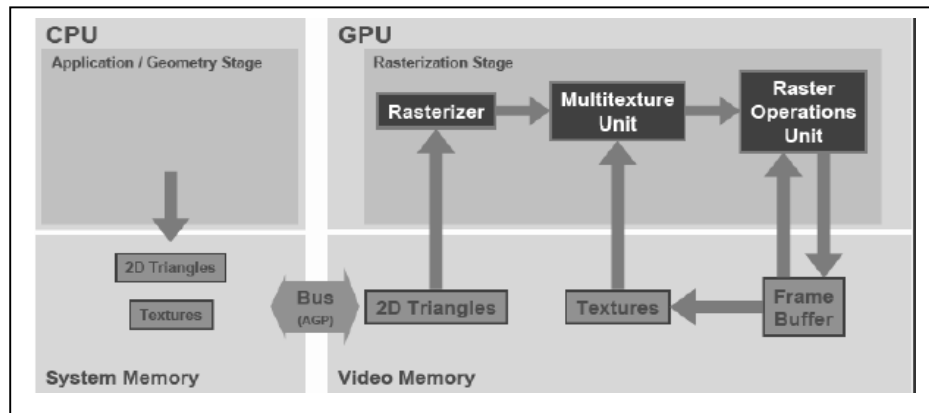 CPU
Application / Geometry Stage
2D Triangles
Textures
System Memory
Bus
(AGP)
GPU
Rasterization Stage
Rasterizer
Multitexture
Unit
Raster
Operations
Unit
2D Triangles
Textures
Frame
Buffer
Video Memory